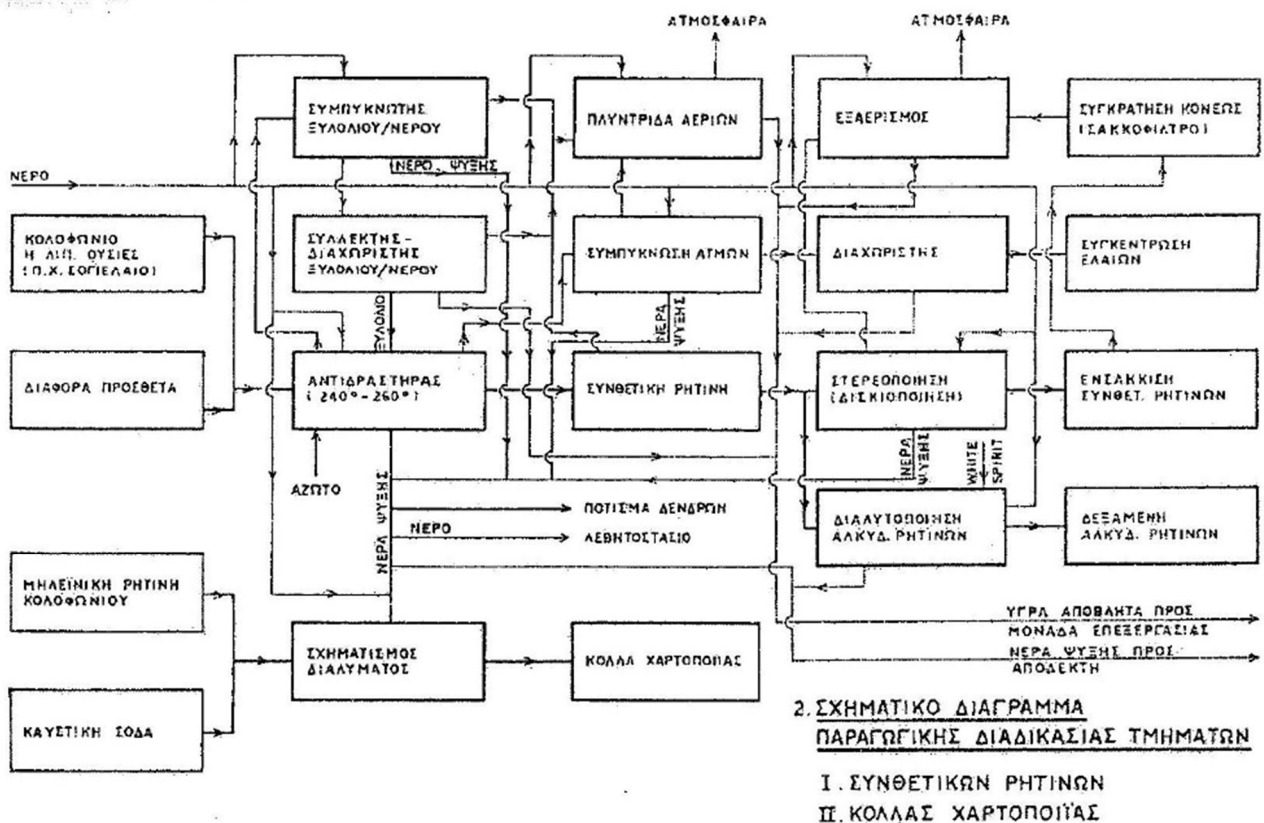 ΑΤΜΟΣΦΑΙΡΑ
ΑΤΜΟΣΦΑΙΡΑ
ΣΥΜΠΥΚΝΩΤΗΣ
ΞΥΛΟΛΙΟΥ/ΝΕΡΟΥ
ΠΛΥΝΤΡΙΔΑ ΑΕΡΙΩΝ
ΕΞΑΕΡΙΣΜΟΣ
ΣΥΓΚΡΑΤΗΣΗ ΚΟΝΕΩΣ
(ΣΑΚΚΟΦΙΛΤΡΟ)
ΝΕΡΟ ΨΥΞΗΣ
ΝΕΡΟ
ΚΟΛΟΦΩΝΙΟ
Η ΛΙΠ. ΟΥΣΙΕΣ
(Π.Χ. ΣΟΓΙΕΛΑΙΟ)
ΣΥΛΛΕΚΤΗΣ-
ΔΙΑΧΩΡΙΣΤΗΣ
ΞΥΛΟΛΙΟΥ/ΝΕΡΟΥ
ΣΥΜΠΥΚΝΩΣΗ ΑΤΜΩΝ
ΔΙΑΧΩΡΙΣΤΗΣ
ΣΥΓΚΕΝΤΡΩΣΗ
ΕΛΑΙΩΝ
ΞΥΛΟΛΙΟ
ΝΕΡΑ
ΨΥΞΗΣ
ΔΙΑΦΟΡΑ ΠΡΟΣΘΕΤΑ
ΑΝΤΙΔΡΑΣΤΗΡΑΣ
(240°-260°)
ΣΥΝΘΕΤΙΚΗ ΡΗΤΙΝΗ
ΣΤΕΡΕΟΠΟΙΗΣΗ
(ΔΙΣΚΙΟΠΟΙΗΣΗ)
ΕΝΣΑΚΚΙΣΗ
ΣΥΝΘΕΤ. ΡΗΤΙΝΩΝ
ΝΕΡΑ
ΨΥΞΗΣ
WHITE
SPIRIT
ΑΖΩΤΟ
ΝΕΡΑ ΨΥΞΗΣ
ΠΟΤΙΣΜΑ ΔΕΝΔΡΩΝ
ΝΕΡΟ
ΛΕΒΗΤΟΣΤΑΣΙΟ
ΔΙΑΛΥΤΟΠΟΙΗΣΗ
ΑΛΚΥΔ. ΡΗΤΙΝΩΝ
ΔΕΞΑΜΕΝΗ
ΑΛΚΥΔ. ΡΗΤΙΝΩΝ
ΜΗΛΕΪΝΙΚΗ ΡΗΤΙΝΗ
ΚΟΛΟΦΩΝΙΟΥ
ΥΓΡΑ ΑΠΟΒΛΗΤΑ ΠΡΟΣ
ΜΟΝΑΔΑ ΕΠΕΞΕΡΓΑΣΙΑΣ
ΝΕΡΑ ΨΥΞΗΣ ΠΡΟΣ
ΑΠΟΔΕΚΤΗ
ΣΧΗΜΑΤΙΣΜΟΣ
ΔΙΑΛΥΜΑΤΟΣ
ΚΟΛΛΑ ΧΑΡΤΟΠΟΙΪΑΣ
ΚΑΥΣΤΙΚΗ ΣΟΔΑ
2. ΣΧΗΜΑΤΙΚΟ ΔΙΑΓΡΑΜΜΑ
ΠΑΡΑΓΩΓΙΚΗΣ ΔΙΑΔΙΚΑΣΙΑΣ ΤΜΗΜΑΤΩΝ
Ι. ΣΥΝΘΕΤΙΚΩΝ ΡΗΤΙΝΩΝ
ΙΙ. ΚΟΛΛΑΣ ΧΑΡΤΟΠΟΙΪΑΣ